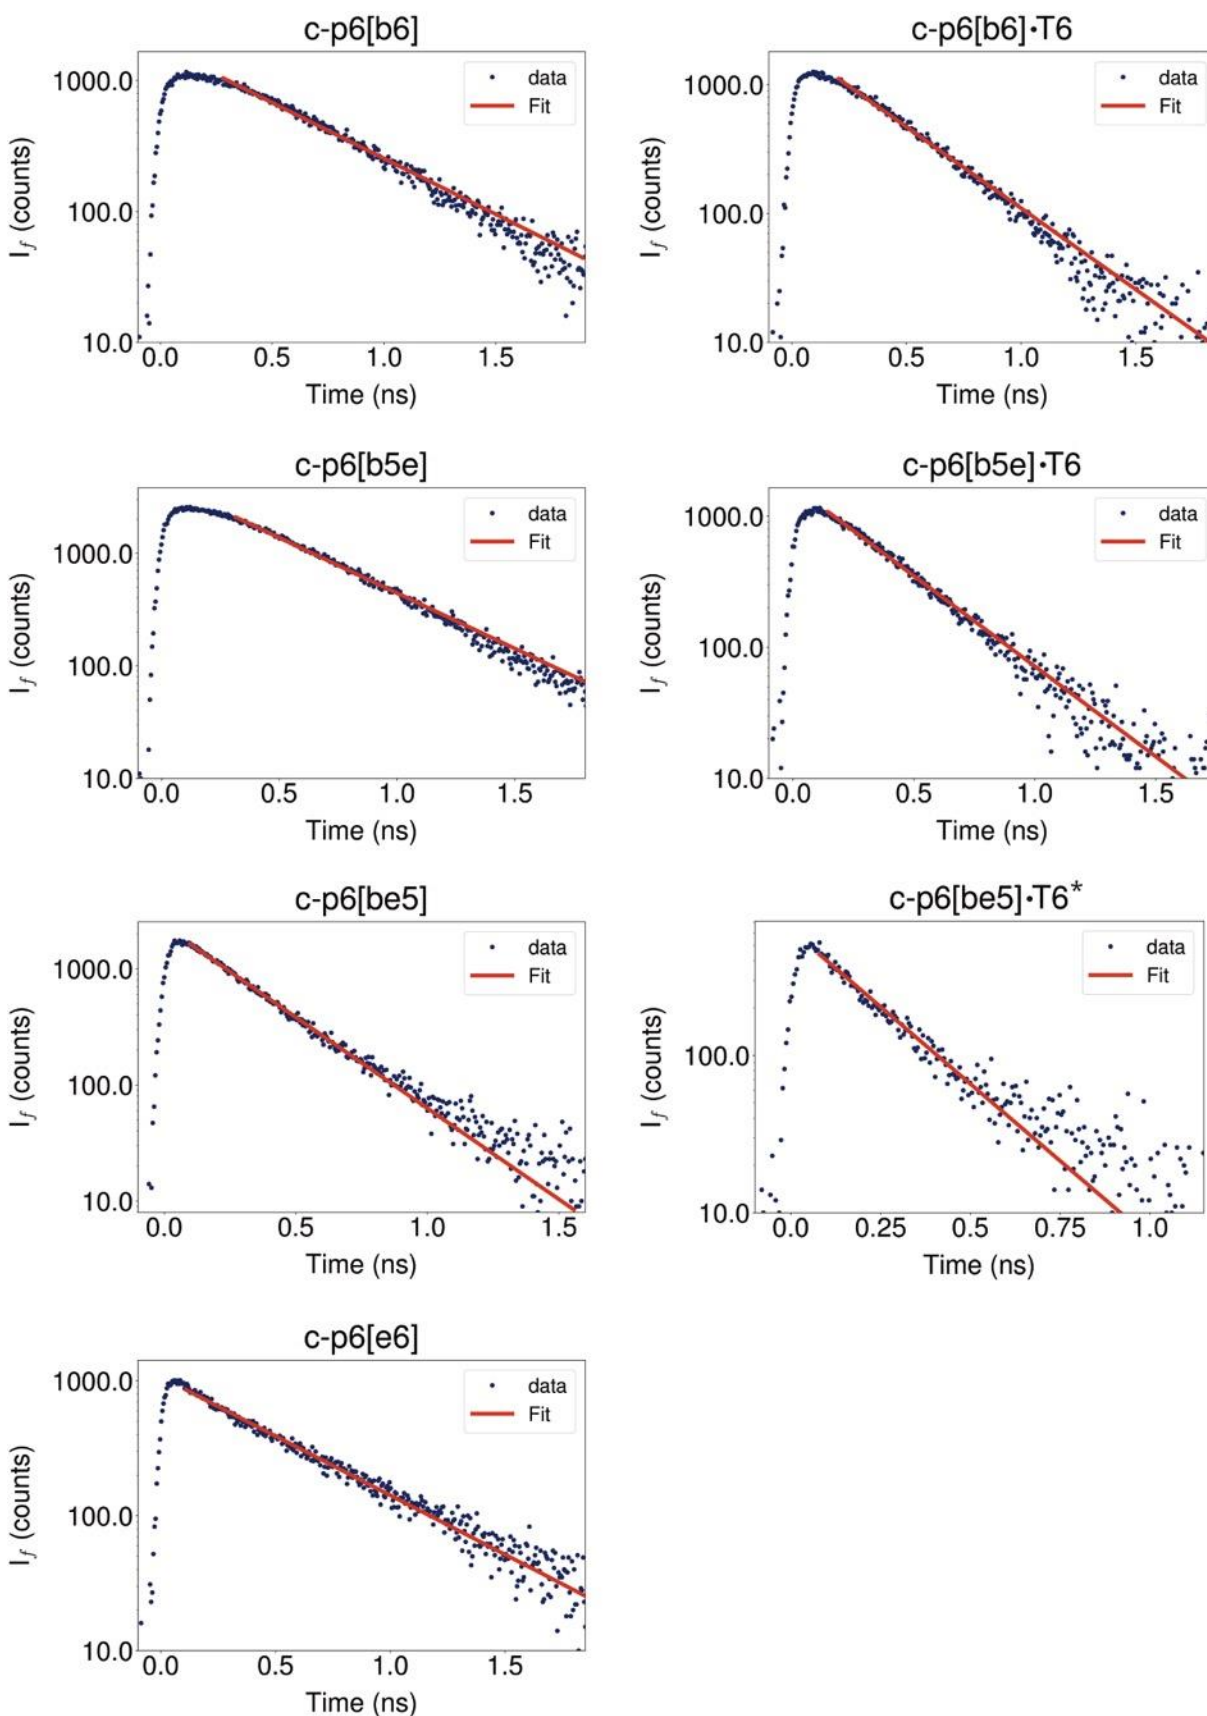 c-p6[b6]
I_f (counts)
1000.0
100.0
10.0
data
Fit
0.0 0.5 1.0 1.5
Time (ns)
c-p6[b6]·T6
I_f (counts)
1000.0
100.0
10.0
data
Fit
0.0 0.5 1.0 1.5
Time (ns)
c-p6[b5e]
I_f (counts)
1000.0
100.0
10.0
data
Fit
0.0 0.5 1.0 1.5
Time (ns)
c-p6[b5e]·T6
I_f (counts)
1000.0
100.0
10.0
data
Fit
0.0 0.5 1.0 1.5
Time (ns)
c-p6[be5]
I_f (counts)
1000.0
100.0
10.0
data
Fit
0.0 0.5 1.0 1.5
Time (ns)
c-p6[be5]·T6*
I_f (counts)
100.0
10.0
data
Fit
0.0 0.25 0.5 0.75 1.0
Time (ns)
c-p6[e6]
I_f (counts)
1000.0
100.0
10.0
data
Fit
0.0 0.5 1.0 1.5
Time (ns)